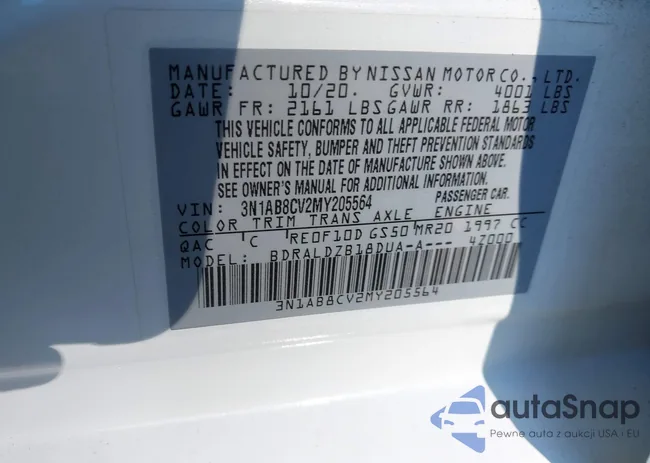 MANUFACTURED BY NISSAN MOTOR CO., LTD.
DATE: 10/20. GVWR: 4001 LBS
GAWR FR: 2161 LBS GAWR RR: 1863 LBS
THIS VEHICLE CONFORMS TO ALL APPLICABLE FEDERAL MOTOR
VEHICLE SAFETY, BUMPER AND THEFT PREVENTION STANDARDS
IN EFFECT ON THE DATE OF MANUFACTURE SHOWN ABOVE.
SEE OWNER'S MANUAL FOR ADDITIONAL INFORMATION.
VIN: 3N1AB8CV2MY205564 PASSENGER CAR.
COLOR TRIM TRANS AXLE ENGINE
QAC C RE0F10D GS50 MR20 1997 CC
MODEL: BDRALDZB18DUA-A--- 4Z000
3N1AB8CV2MY205564
autoSnap
Pewne auta z aukcji USA i EU